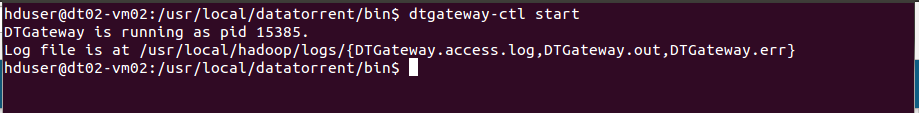 hduser@dt02-vm02:/usr/local/datatorrent/bin$ dtgateway-ctl start
DTGateway is running as pid 15385.
Log file is at /usr/local/hadoop/logs/{DTGateway.access.log,DTGateway.out,DTGateway.err}
hduser@dt02-vm02:/usr/local/datatorrent/bin$